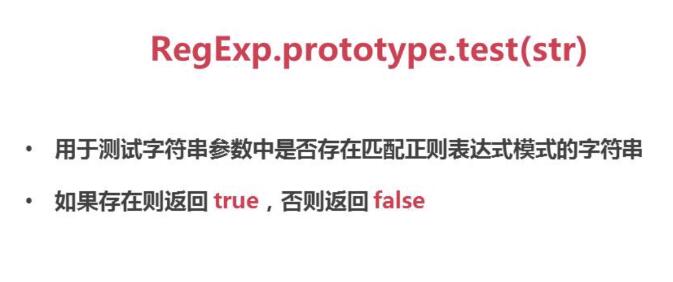 RegExp.prototype.test(str)
• 用于测试字符串参数中是否存在匹配正则表达式模式的字符串
• 如果存在则返回 true，否则返回 false